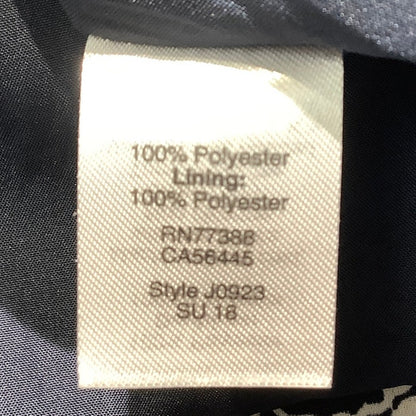 100% Polyester
Lining:
100% Polyester
RN77388
CA56445
Style J0923
SU 18